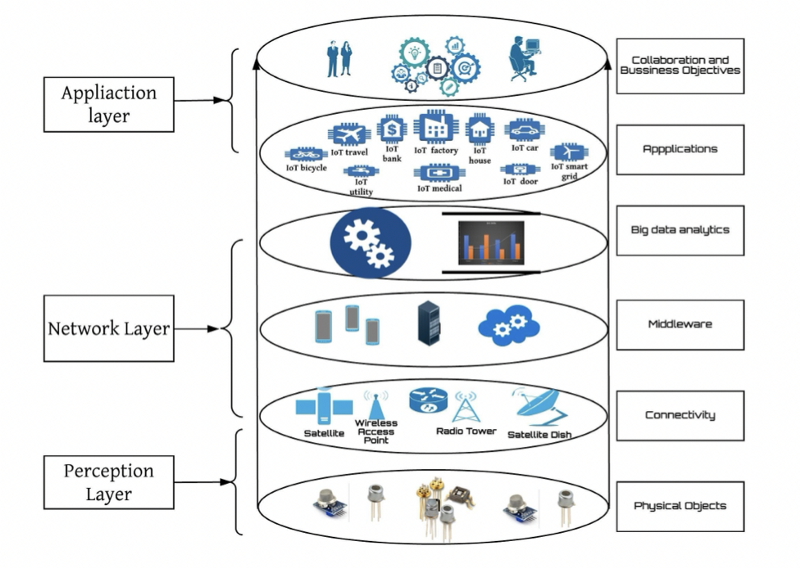 Appliaction
layer
Network Layer
Perception
Layer
IoT bicycle
IoT travel
IoT
bank
IoT factory
IoT
house
IoT car
IoT smart
grid
IoT
utility
IoT medical
IoT door
Satellite
Wireless
Access
Point
Radio Tower
Satellite Dish
Collaboration and
Bussiness Objectives
Appplications
Big data analytics
Middleware
Connectivity
Physical Objects